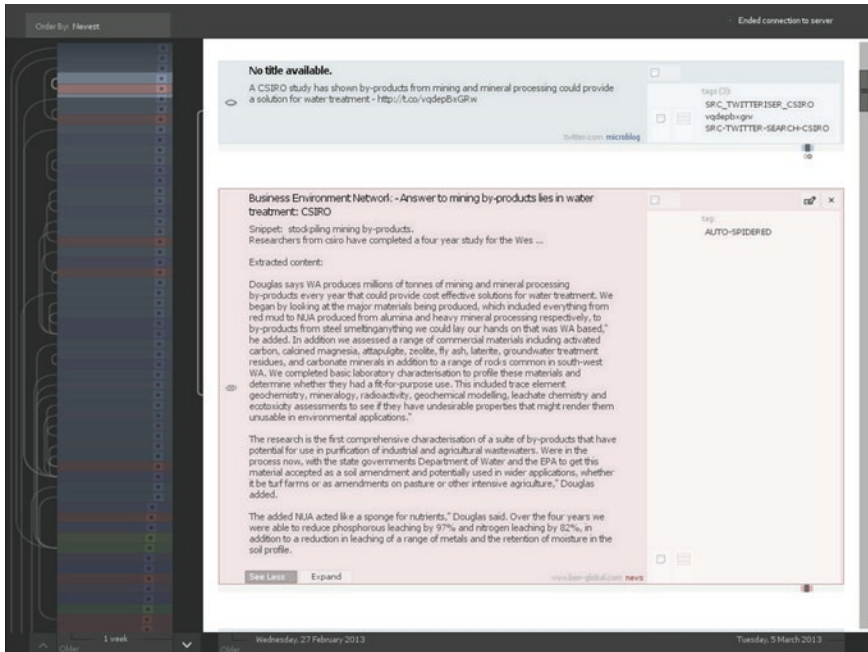 Order By: Newest
Ended connection to server
No title available.
A CSIRO study has shown by-products from mining and mineral processing could provide
a solution for water treatment - http://t.co/vqdepBxGRw
tags (3):
SRC_TWITTERISER_CSIRO
vqdepbxgrv
SRC-TWITTER-SEARCH-CSIRO
twitter.com microblog
Business Environment Network: -Answer to mining by-products lies in water
treatment: CSIRO
tag:
AUTO-SPIDERED
Snippet: stockpiling mining by-products.
Researchers from csiro have completed a four year study for the Wes ...
Extracted content:
Douglas says WA produces millions of tonnes of mining and mineral processing
by-products every year that could provide cost effective solutions for water treatment. We
began by looking at the major materials being produced, which included everything from
red mud to NUA produced from alumina and heavy mineral processing respectively, to
by-products from steel smeltinganything we could lay our hands on that was WA based,"
he added. In addition we assessed a range of commercial materials including activated
carbon, calcined magnesia, attapulgite, zeolite, fly ash, laterite, groundwater treatment
residues, and carbonate minerals in addition to a range of rocks common in south-west
WA. We completed basic laboratory characterisation to profile these materials and
determine whether they had a fit-for-purpose use. This included trace element
geochemistry, mineralogy, radioactivity, geochemical modelling, leachate chemistry and
ecotoxicity assessments to see if they have undesirable properties that might render them
unusable in environmental applications."
The research is the first comprehensive characterisation of a suite of by-products that have
potential for use in purification of industrial and agricultural wastewaters. Were in the
process now, with the state governments Department of Water and the EPA to get this
material accepted as a soil amendment and potentially used in wider applications, whether
it be turf farms or as amendments on pasture or other intensive agriculture," Douglas
added.
The added NUA acted like a sponge for nutrients," Douglas said. Over the four years we
were able to reduce phosphorous leaching by 97% and nitrogen leaching by 82%, in
addition to a reduction in leaching of a range of metals and the retention of moisture in the
soil profile.
See Less Expand
www.ben-global.com news
1 week
Older
Wednesday, 27 February 2013
Older
Tuesday, 5 March 2013